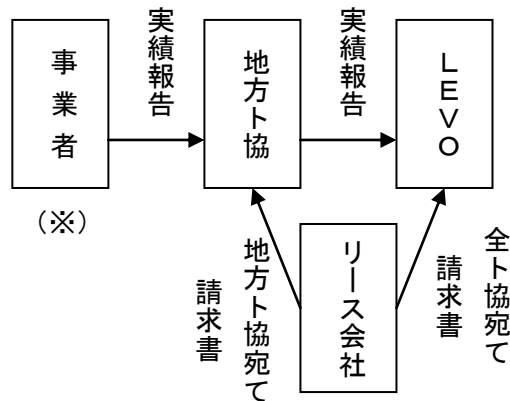 実績報告
実績報告
事業者
地方ト協
LEVO
（※）
リース会社
地方ト協宛て
請求書
全ト協宛て
請求書